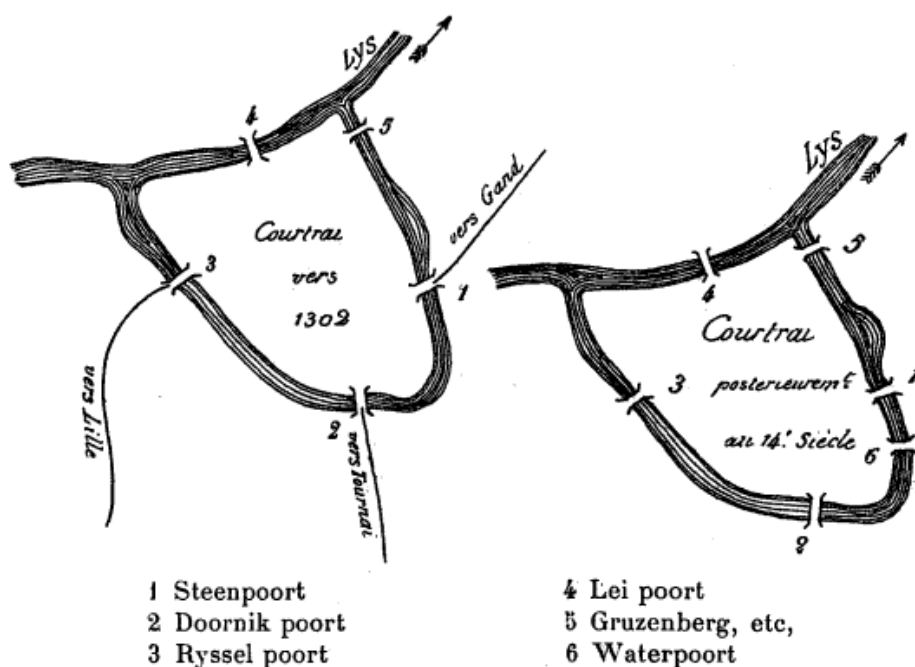 Lys
4
5
Courtrai
vers
1302
vers Gand
3
1
vers Lille
2
vers Tournai
Lys
4
5
Courtrai
posterieuremt
au 14e Siècle
3
1
6
2
1 Steenpoort
2 Doornik poort
3 Ryssel poort
4 Lei poort
5 Gruzenberg, etc,
6 Waterpoort